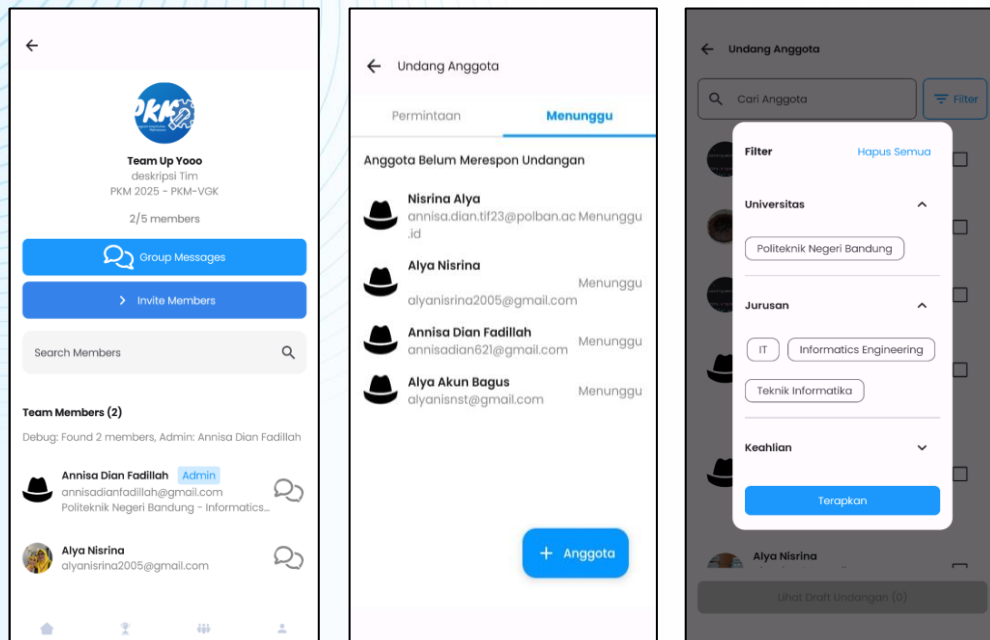 PKM
Team Up Yooo
deskripsi Tim
PKM 2025 - PKM-VGK
2/5 members
Group Messages
Invite Members
Search Members
Team Members (2)
Debug: Found 2 members, Admin: Annisa Dian Fadillah
Annisa Dian Fadillah Admin
annisadianfadillah@gmail.com
Politeknik Negeri Bandung - Informatics...
Alya Nisrina
alyanisrina2005@gmail.com
Undang Anggota
Permintaan Menunggu
Anggota Belum Merespon Undangan
Nisrina Alya
annisa.dian.tif23@polban.ac Menunggu
.id
Alya Nisrina
Menunggu
alyanisrina2005@gmail.com
Annisa Dian Fadillah
annisadian621@gmail.com Menunggu
Alya Akun Bagus
alyanisnst@gmail.com Menunggu
+ Anggota
Undang Anggota
Cari Anggota Filter
Filter Hapus Semua
Universitas
Politeknik Negeri Bandung
Jurusan
IT Informatics Engineering
Teknik Informatika
Keahlian
Terapkan
Alya Nisrina
Lihat Draft Undangan (0)